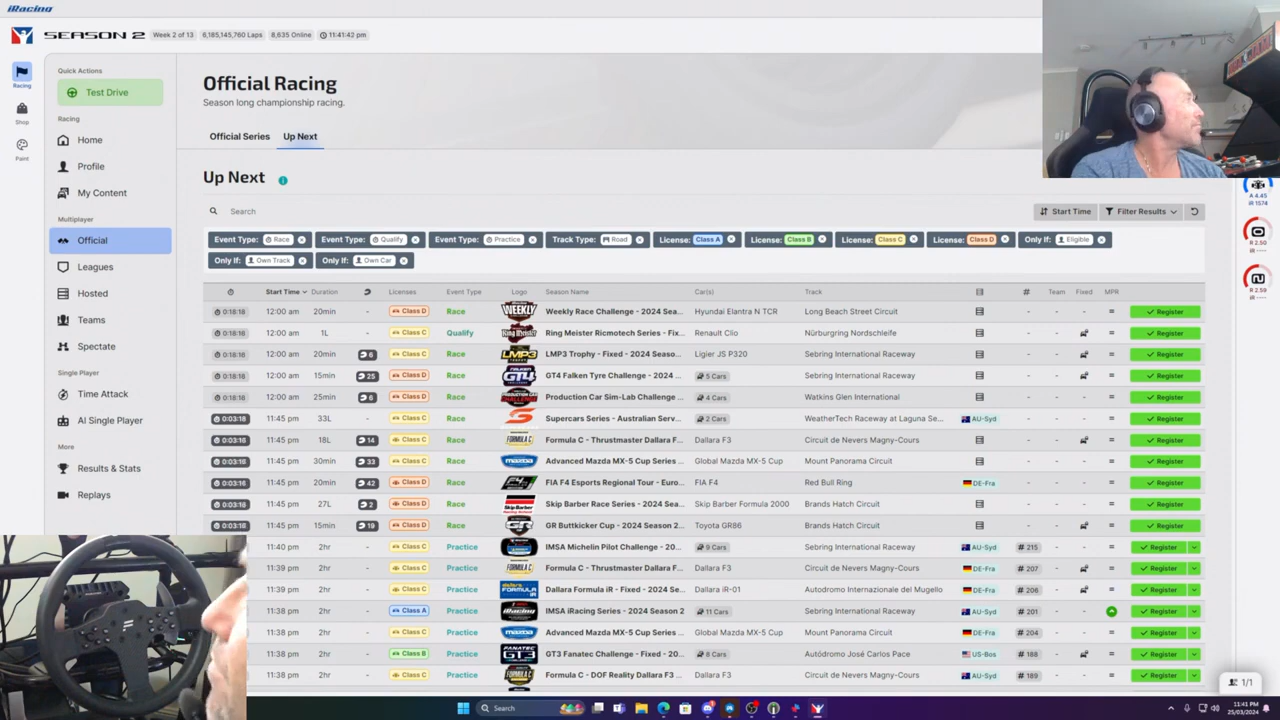 iRacing
SEASON 2 Week 2 of 13 6,185,145,760 Laps 8,635 Online 11:41:42 pm
Racing
Shop
Paint
Quick Actions
Test Drive
Racing
Home
Profile
My Content
Multiplayer
Official
Leagues
Hosted
Teams
Spectate
Single Player
Time Attack
AI Single Player
More
Results & Stats
Replays
Official Racing
Season long championship racing.
Official Series Up Next
Up Next
Search Start Time Filter Results
Event Type: Race Event Type: Qualify Event Type: Practice Track Type: Road License: Class A License: Class B License: Class C License: Class D Only If: Eligible
Only If: Own Track Only If: Own Car
Start Time Duration Licenses Event Type Logo Season Name Car(s) Track # Team Fixed MPR
0:18:18 12:00 am 20min - Class D Race Weekly Race Challenge - 2024 Sea... Hyundai Elantra N TCR Long Beach Street Circuit - - - = Register
0:18:18 12:00 am 1L - Class C Qualify Ring Meister Ricmotech Series - Fix... Renault Clio Nürburgring Nordschleife - - = Register
0:18:18 12:00 am 20min 6 Class C Race LMP3 Trophy - Fixed - 2024 Seaso... Ligier JS P320 Sebring International Raceway - - = Register
0:18:18 12:00 am 15min 25 Class D Race GT4 Falken Tyre Challenge - 2024 ... 5 Cars Sebring International Raceway - - = Register
0:18:18 12:00 am 25min 6 Class D Race Production Car Sim-Lab Challenge ... 4 Cars Watkins Glen International - - - = Register
0:03:18 11:45 pm 33L - Class C Race Supercars Series - Australian Serv... 2 Cars WeatherTech Raceway at Laguna Se... AU-Syd - - - = Register
0:03:16 11:45 pm 18L 14 Class C Race Formula C - Thrustmaster Dallara F... Dallara F3 Circuit de Nevers Magny-Cours - - = Register
0:03:16 11:45 pm 30min 33 Class C Race Advanced Mazda MX-5 Cup Series ... Global Mazda MX-5 Cup Mount Panorama Circuit - - - = Register
0:03:16 11:45 pm 20min 42 Class D Race FIA F4 Esports Regional Tour - Euro... FIA F4 Red Bull Ring DE-Fra - - = Register
0:03:16 11:45 pm 27L 2 Class D Race Skip Barber Race Series - 2024 Sea... Skip Barber Formula 2000 Brands Hatch Circuit - - - = Register
0:03:16 11:45 pm 15min 19 Class D Race GR Buttkicker Cup - 2024 Season 2... Toyota GR86 Brands Hatch Circuit - - = Register
11:40 pm 2hr - Class C Practice IMSA Michelin Pilot Challenge - 20... 9 Cars Sebring International Raceway AU-Syd # 215 - - = Register
11:39 pm 2hr - Class C Practice Formula C - Thrustmaster Dallara F... Dallara F3 Circuit de Nevers Magny-Cours DE-Fra # 207 - = Register
11:39 pm 2hr - Class C Practice Dallara Formula iR - 2024 Se... Dallara iR-01 Autodromo Internazionale del Mugello DE-Fra # 206 - - = Register
11:38 pm 2hr - Class A Practice IMSA iRacing Series - 2024 Season 2 11 Cars Sebring International Raceway AU-Syd # 201 - - Register
11:38 pm 2hr - Class C Practice Advanced Mazda MX-5 Cup Series ... Global Mazda MX-5 Cup Mount Panorama Circuit DE-Fra # 204 - - = Register
11:38 pm 2hr - Class B Practice GT3 Fanatec Challenge - Fixed - 20... 8 Cars Autódromo José Carlos Pace US-Bos # 188 - = Register
11:38 pm 2hr - Class C Practice Formula C - DOF Reality Dallara F3 ... Dallara F3 Circuit de Nevers Magny-Cours AU-Syd # 189 - - = Register
A 4.45
iR 1574
R 2.50
R 2.59
1/1
Search
11:41 PM
25/03/2024